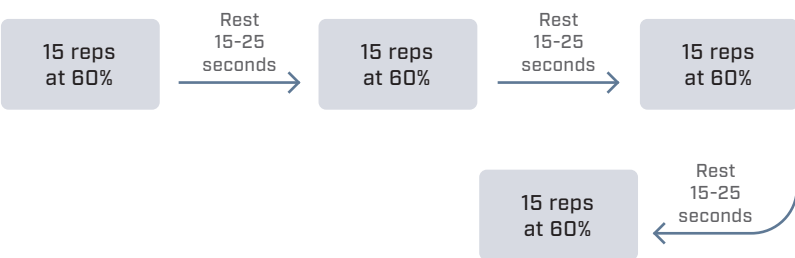 15 reps
at 60%
Rest
15-25
seconds
15 reps
at 60%
Rest
15-25
seconds
15 reps
at 60%
Rest
15-25
seconds
15 reps
at 60%